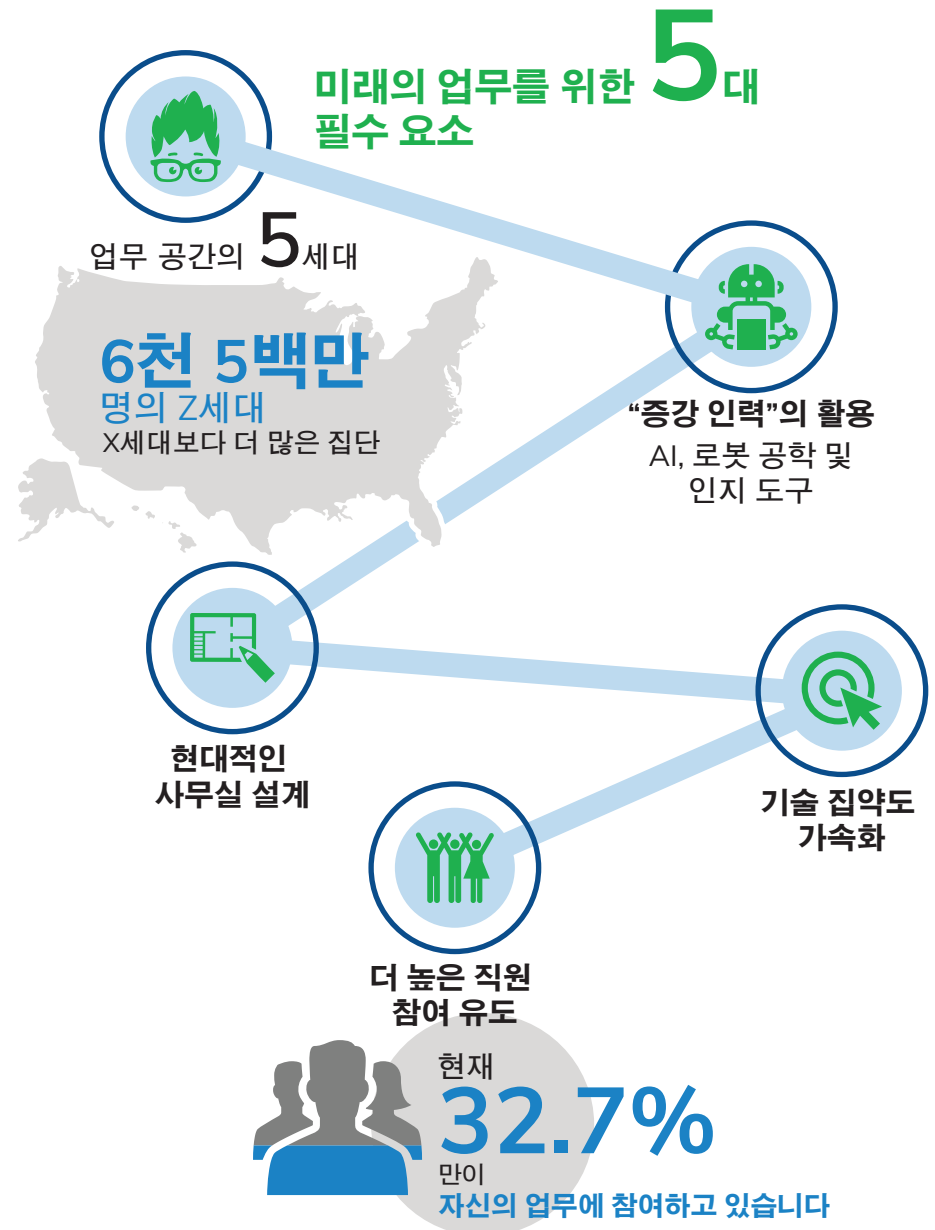 미래의 업무를 위한 5대
필수 요소
업무 공간의 5세대
6천 5백만
명의 Z세대
X세대보다 더 많은 집단
“증강 인력”의 활용
AI, 로봇 공학 및
인지 도구
현대적인
사무실 설계
기술 집약도
가속화
더 높은 직원
참여 유도
현재
32.7%
만이
자신의 업무에 참여하고 있습니다